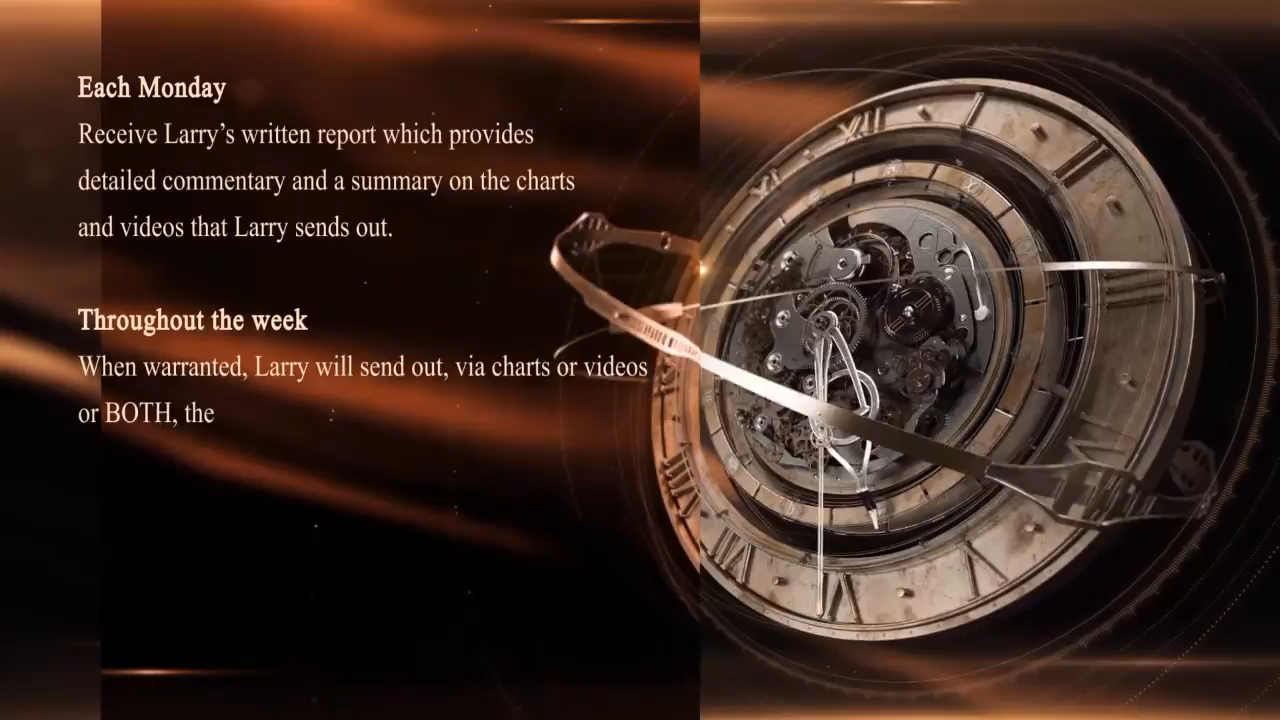 Each Monday
Receive Larry’s written report which provides
detailed commentary and a summary on the charts
and videos that Larry sends out.
Throughout the week
When warranted, Larry will send out, via charts or videos
or BOTH, the